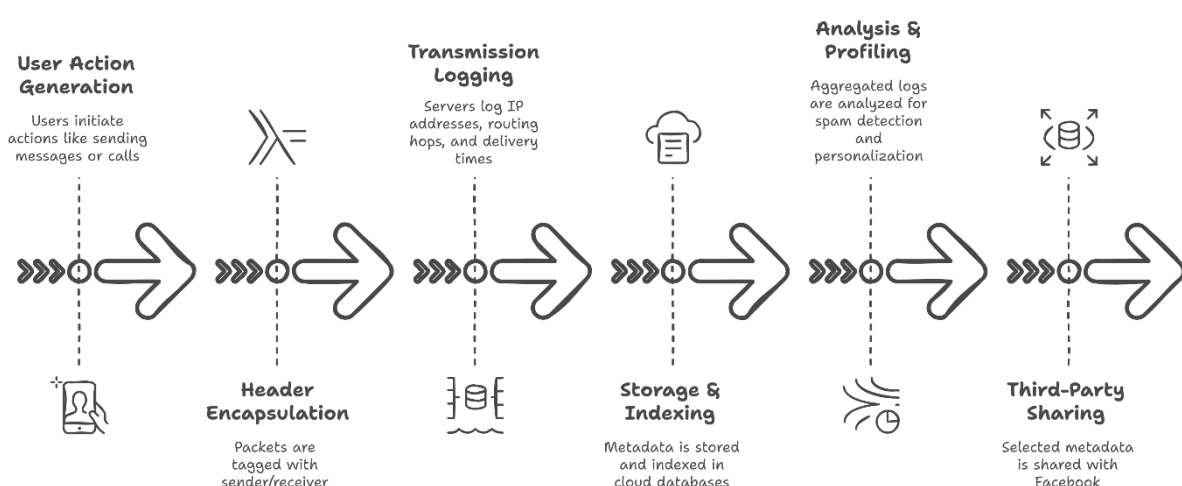 User Action
Generation
Users initiate
actions like sending
messages or calls
Header
Encapsulation
Packets are
tagged with
sender/receiver
Transmission
Logging
Servers log IP
addresses, routing
hops, and delivery
times
Storage &
Indexing
Metadata is stored
and indexed in
cloud databases
Analysis &
Profiling
Aggregated logs
are analyzed for
spam detection
and
personalization
Third-Party
Sharing
Selected metadata
is shared with
Facebook